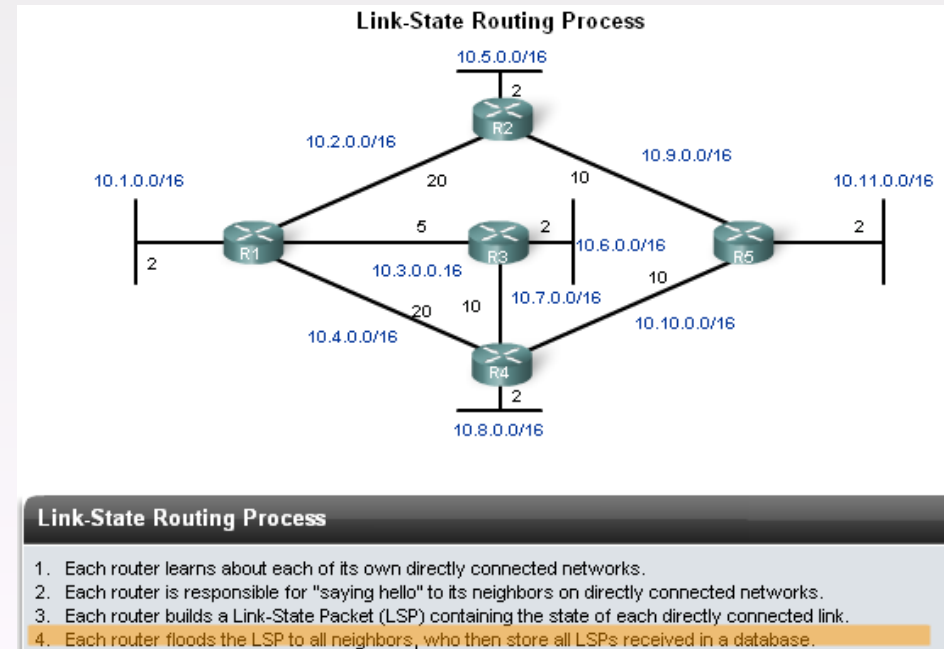 Link-State Routing Process
10.5.0.0/16
2
R2
10.2.0.0/16
10.9.0.0/16
10.1.0.0/16
20
10
10.11.0.0/16
5
2
2
R1
R3
10.6.0.0/16
R5
2
10.3.0.0.16
10
10.7.0.0/16
20
10
10.4.0.0/16
10.10.0.0/16
R4
2
10.8.0.0/16
Link-State Routing Process
1. Each router learns about each of its own directly connected networks.
2. Each router is responsible for "saying hello" to its neighbors on directly connected networks.
3. Each router builds a Link-State Packet (LSP) containing the state of each directly connected link.
4. Each router floods the LSP to all neighbors, who then store all LSPs received in a database.